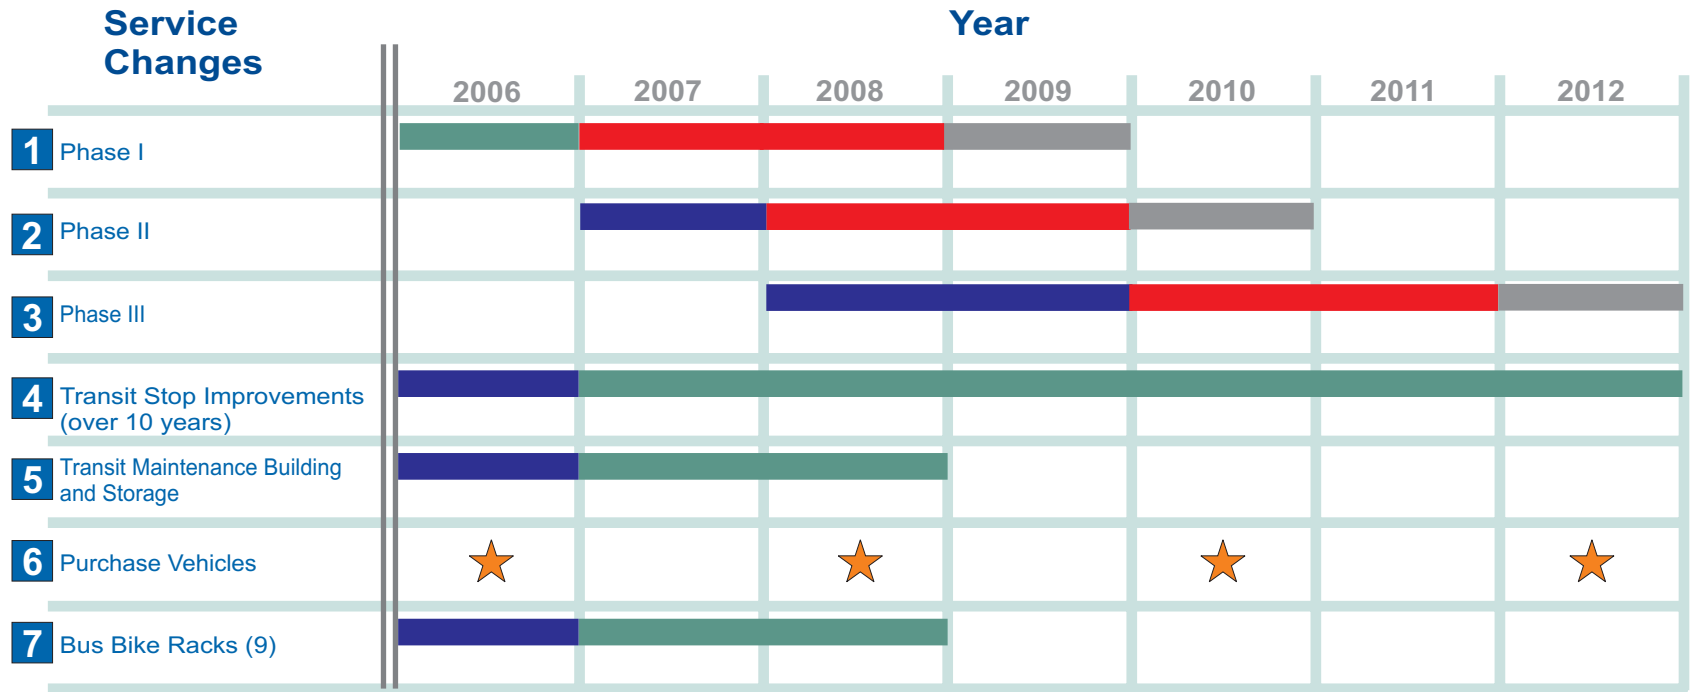 Service
Changes
Year
2006 2007 2008 2009 2010 2011 2012
1 Phase I
2 Phase II
3 Phase III
4 Transit Stop Improvements
(over 10 years)
5 Transit Maintenance Building
and Storage
6 Purchase Vehicles
7 Bus Bike Racks (9)